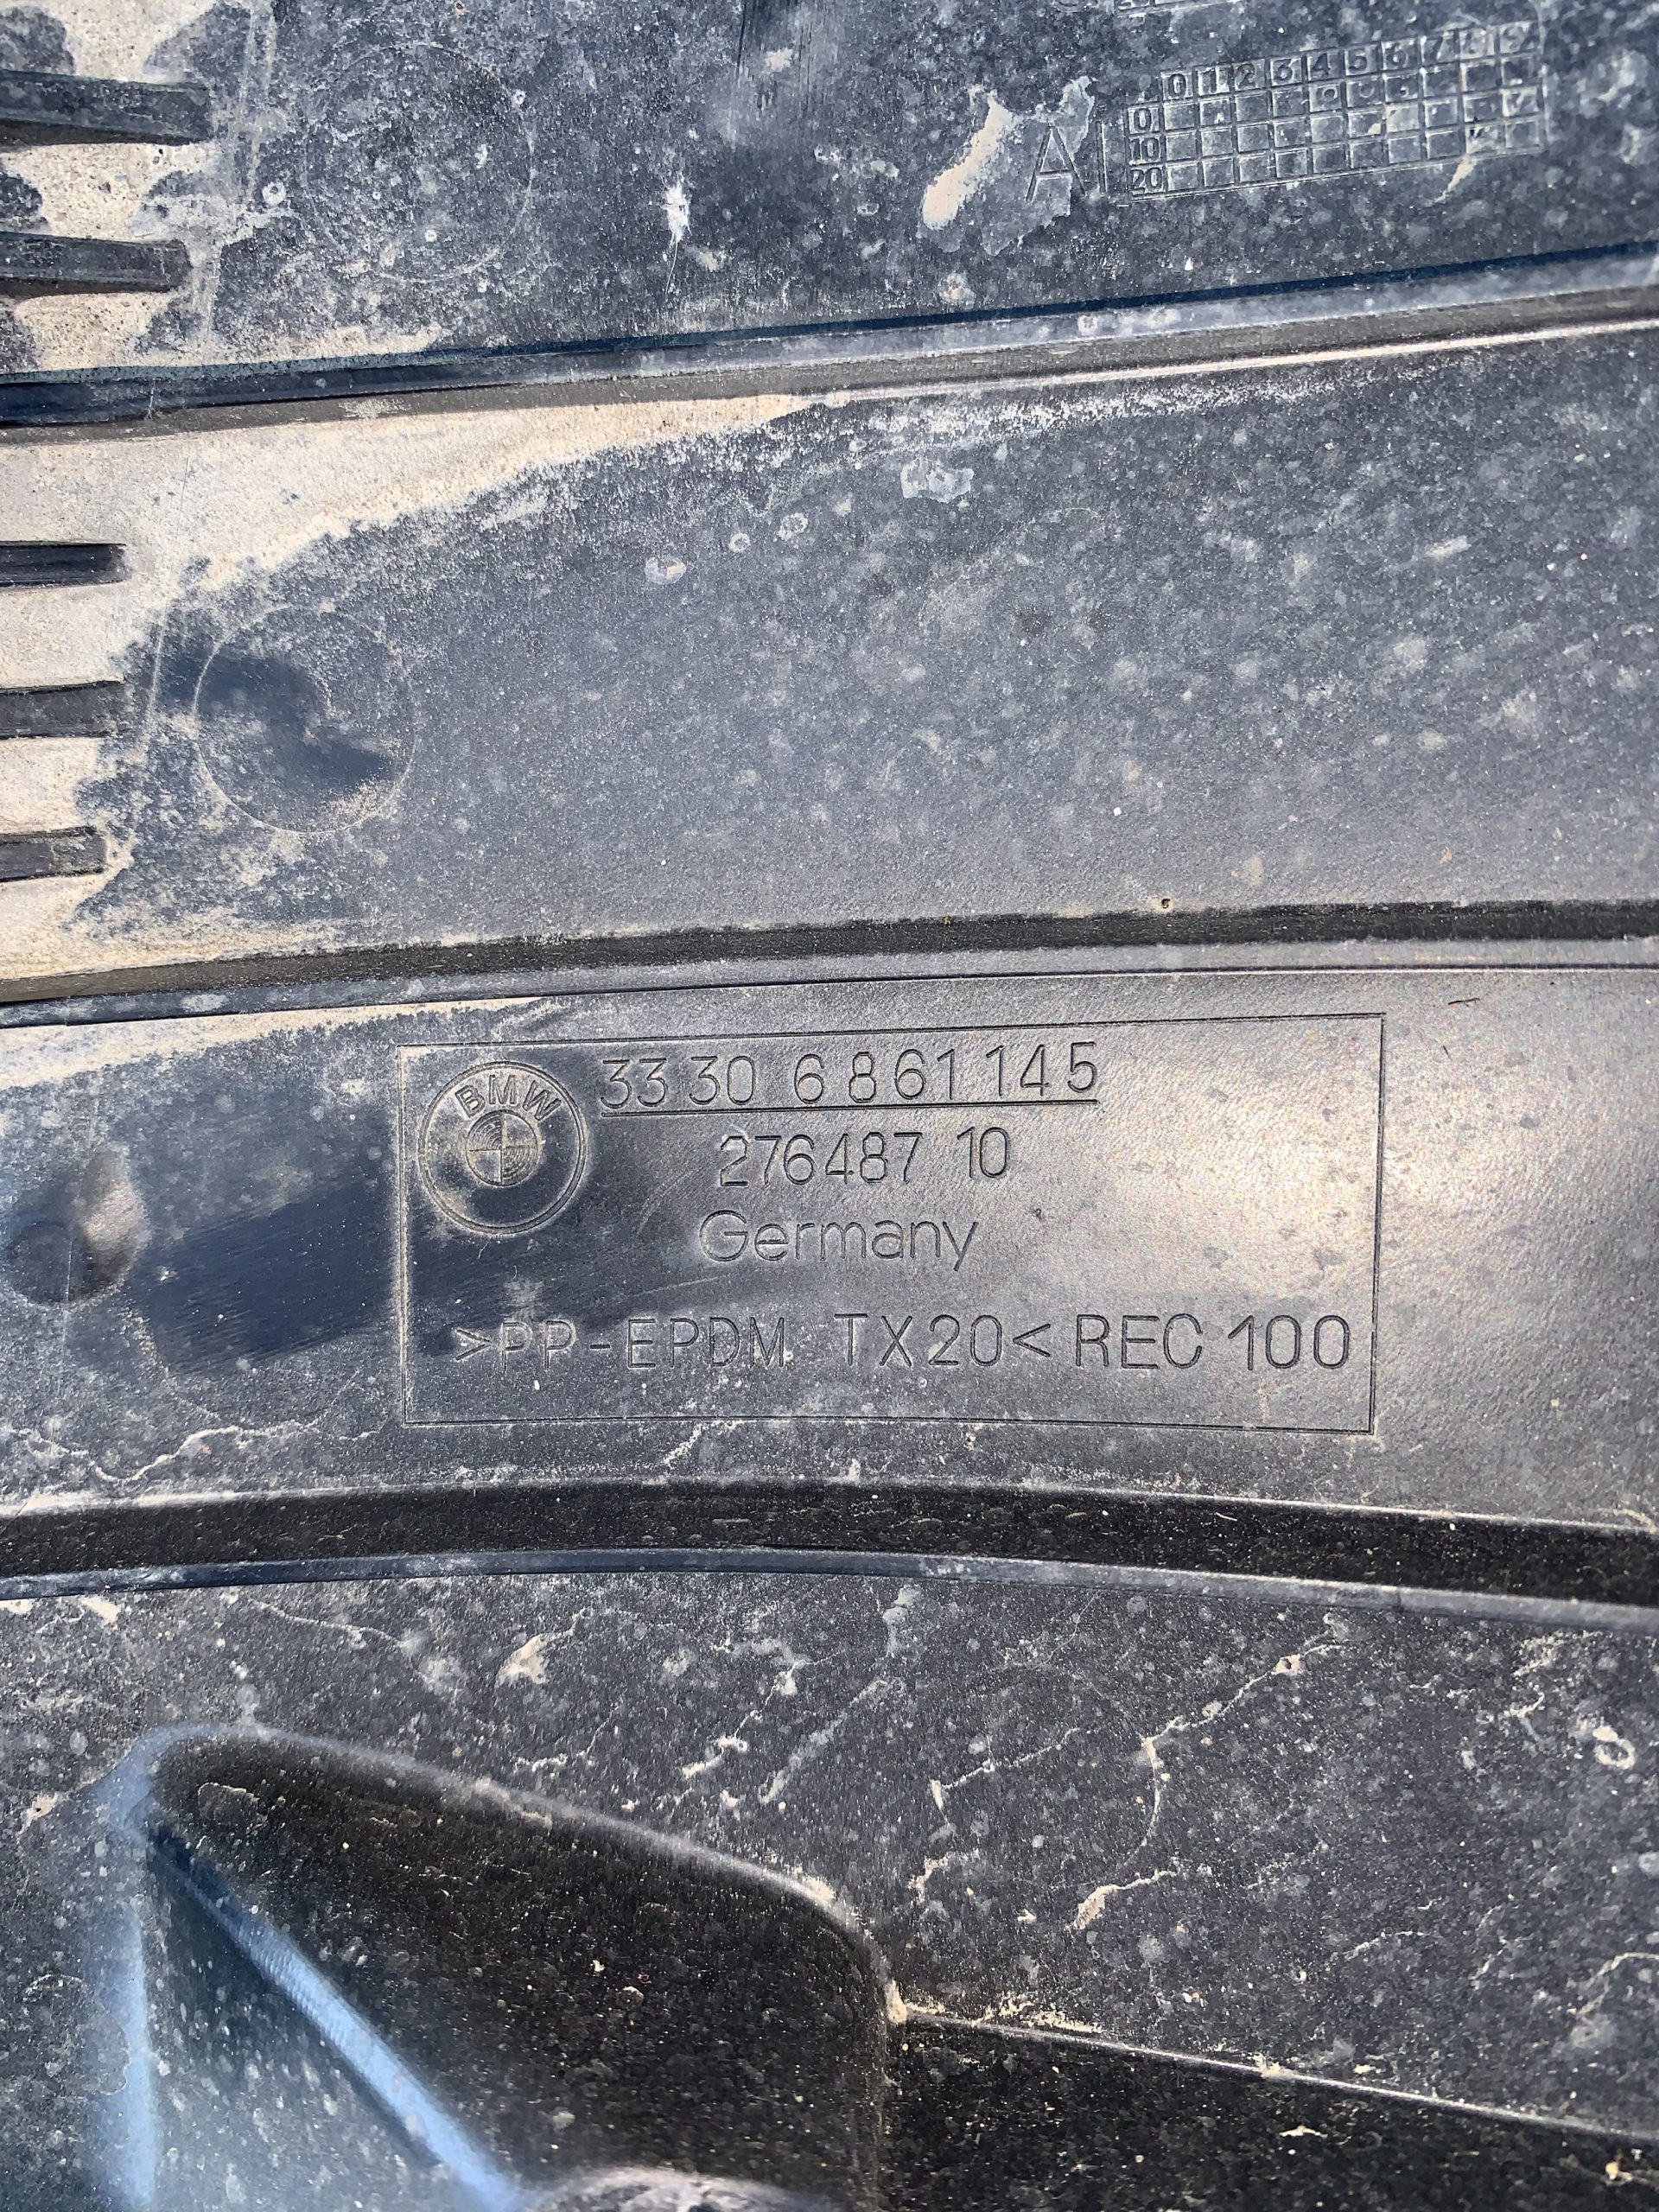 0 1 2 3 4 5 6 7 8 9
0
A 10
20
BMW
33 30 6 861 145
276487 10
Germany
>PP-EPDM TX20< REC 100